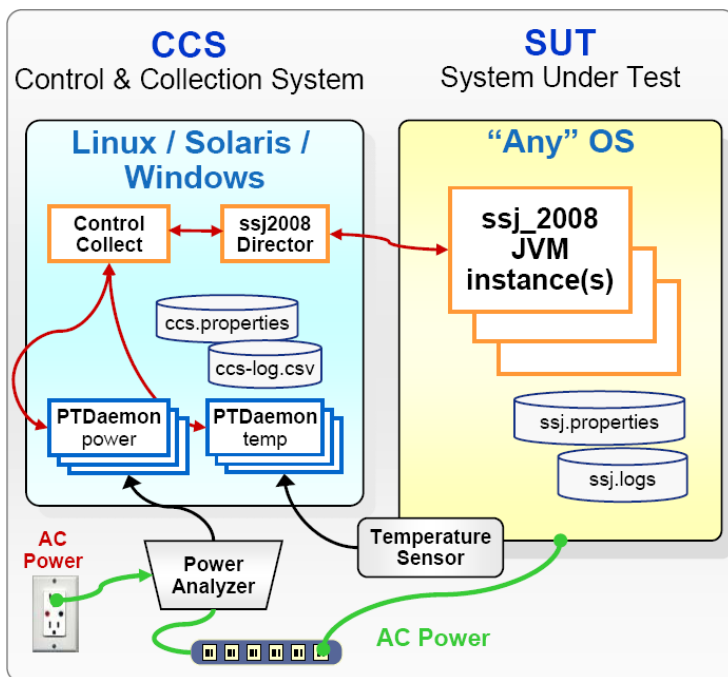 CCS
Control & Collection System
SUT
System Under Test
Linux / Solaris /
Windows
Control
Collect
ssj2008
Director
ccs.properties
ccs-log.csv
PTDaemon
power
PTDaemon
temp
“Any” OS
ssj_2008
JVM
instance(s)
ssj.properties
ssj.logs
AC
Power
Power
Analyzer
Temperature
Sensor
AC Power